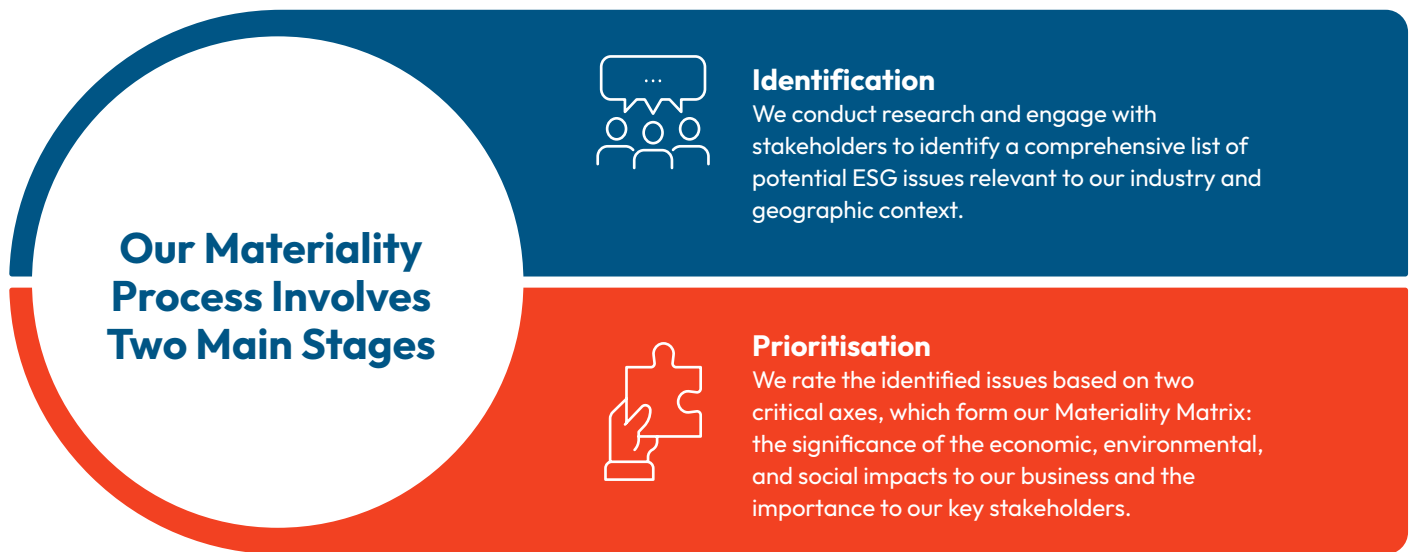 Our Materiality
Process Involves
Two Main Stages
...
Identification
We conduct research and engage with
stakeholders to identify a comprehensive list of
potential ESG issues relevant to our industry and
geographic context.
Prioritisation
We rate the identified issues based on two
critical axes, which form our Materiality Matrix:
the significance of the economic, environmental,
and social impacts to our business and the
importance to our key stakeholders.